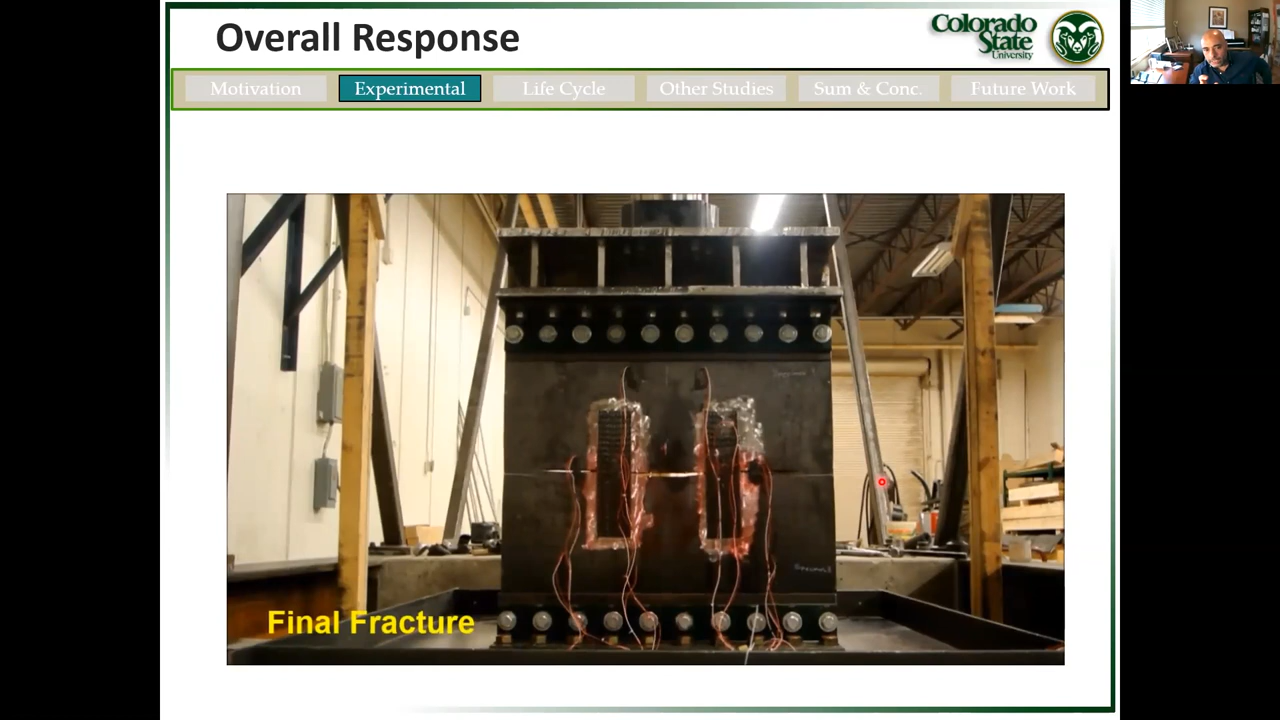 Overall Response
Colorado
State
University
Motivation
Experimental
Life Cycle
Other Studies
Sum & Conc.
Future Work
Final Fracture